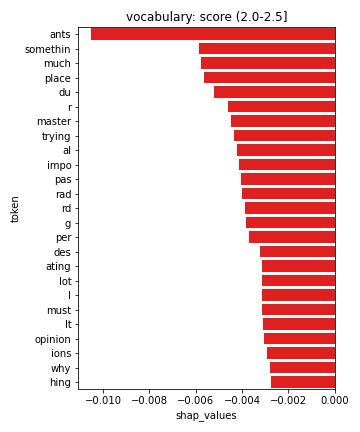 vocabulary: score (2.0-2.5]
ants
somethin
much
place
du
r
master
trying
al
impo
pas
rad
rd
g
per
des
ating
lot
I
must
It
opinion
ions
why
hing
token
−0.010 −0.008 −0.006 −0.004 −0.002 0.000
shap_values